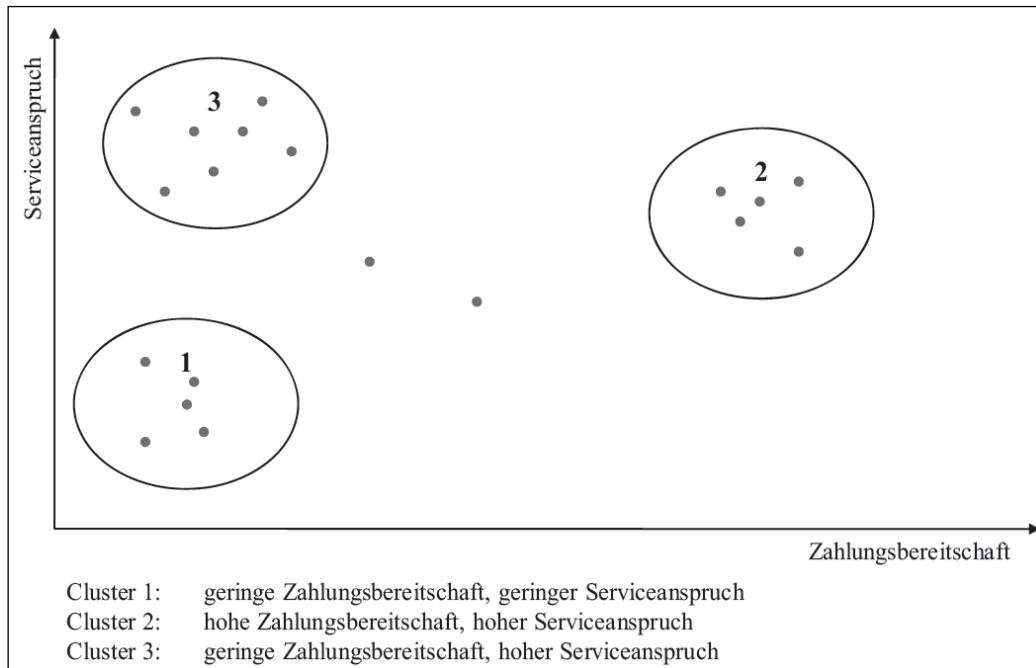 Serviceanspruch
3
2
1
Zahlungsbereitschaft
Cluster 1: geringe Zahlungsbereitschaft, geringer Serviceanspruch
Cluster 2: hohe Zahlungsbereitschaft, hoher Serviceanspruch
Cluster 3: geringe Zahlungsbereitschaft, hoher Serviceanspruch